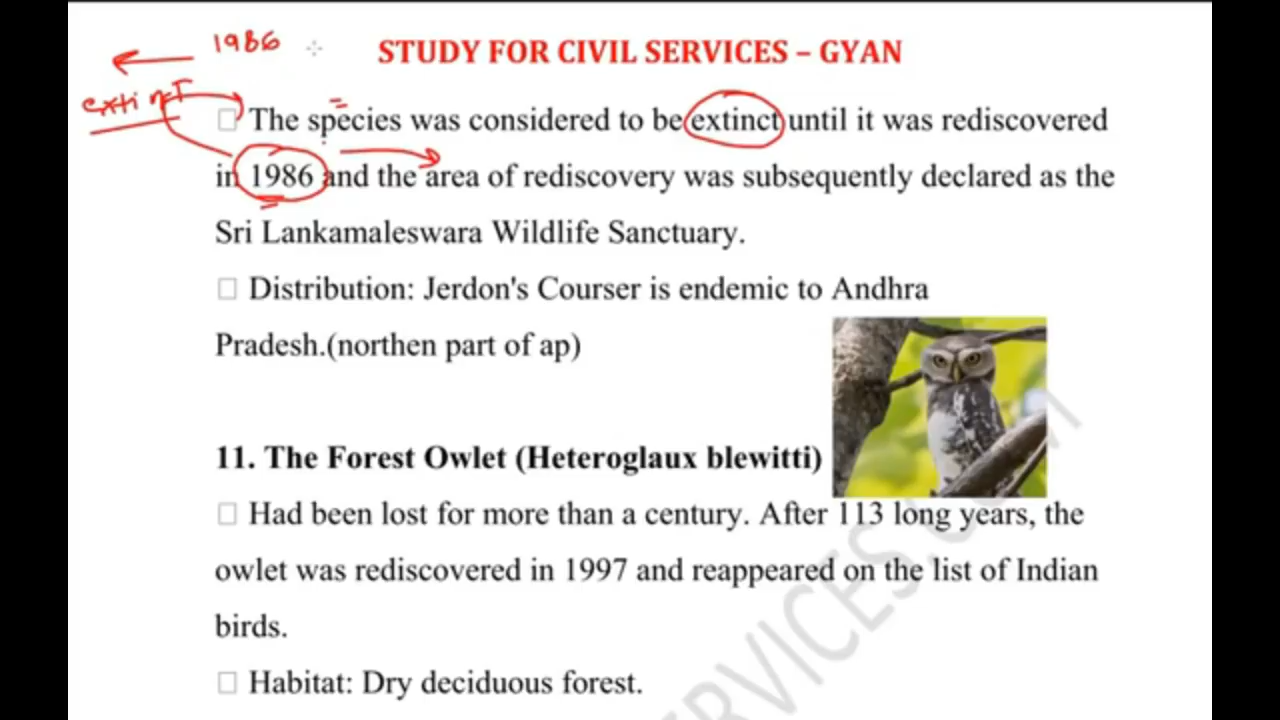 1986
STUDY FOR CIVIL SERVICES – GYAN
extinct
The species was considered to be extinct until it was rediscovered
in 1986 and the area of rediscovery was subsequently declared as the
Sri Lankamaleswara Wildlife Sanctuary.
Distribution: Jerdon's Courser is endemic to Andhra
Pradesh.(northen part of ap)
11. The Forest Owlet (Heteroglaux blewitti)
Had been lost for more than a century. After 113 long years, the
owlet was rediscovered in 1997 and reappeared on the list of Indian
birds.
Habitat: Dry deciduous forest.